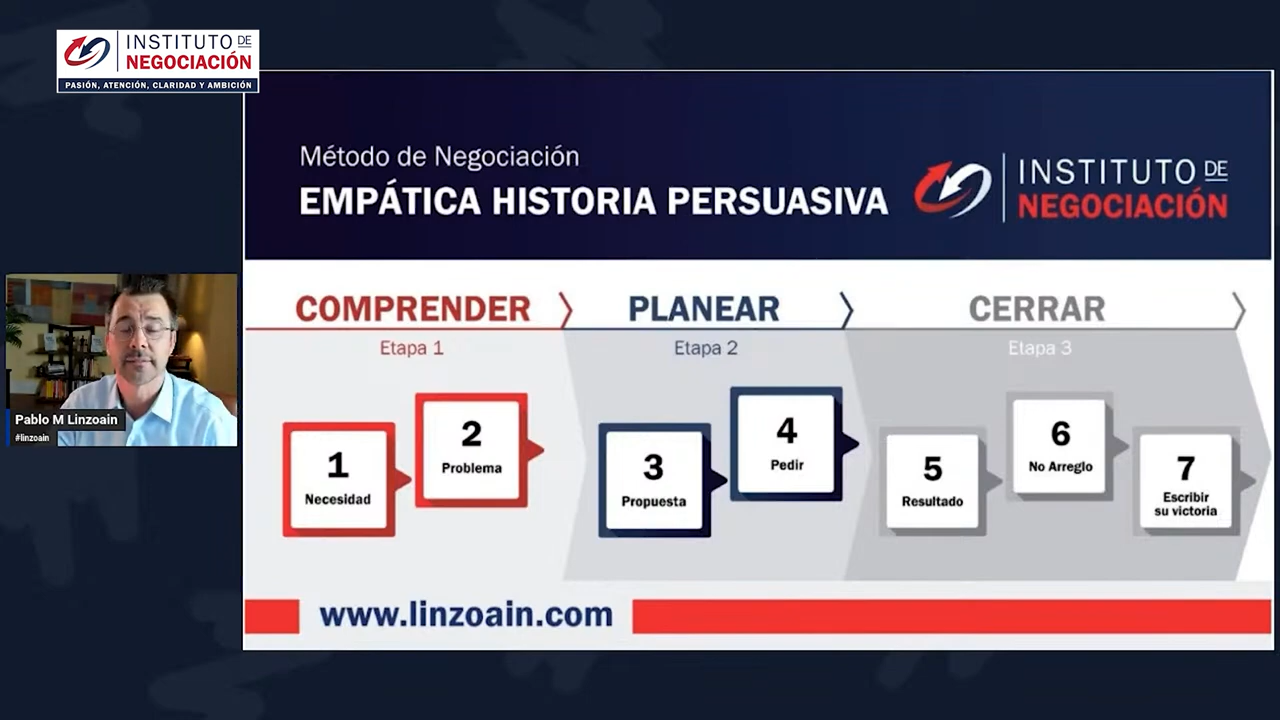 INSTITUTO DE
NEGOCIACIÓN
PASIÓN, ATENCIÓN, CLARIDAD Y AMBICIÓN
Método de Negociación
EMPÁTICA HISTORIA PERSUASIVA
INSTITUTO DE
NEGOCIACIÓN
COMPRENDER
PLANEAR
CERRAR
Etapa 1
Etapa 2
Etapa 3
1
Necesidad
2
Problema
3
Propuesta
4
Pedir
5
Resultado
6
No Arreglo
7
Escribir
su victoria
Pablo M Linzoain
#linzoain
www.linzoain.com